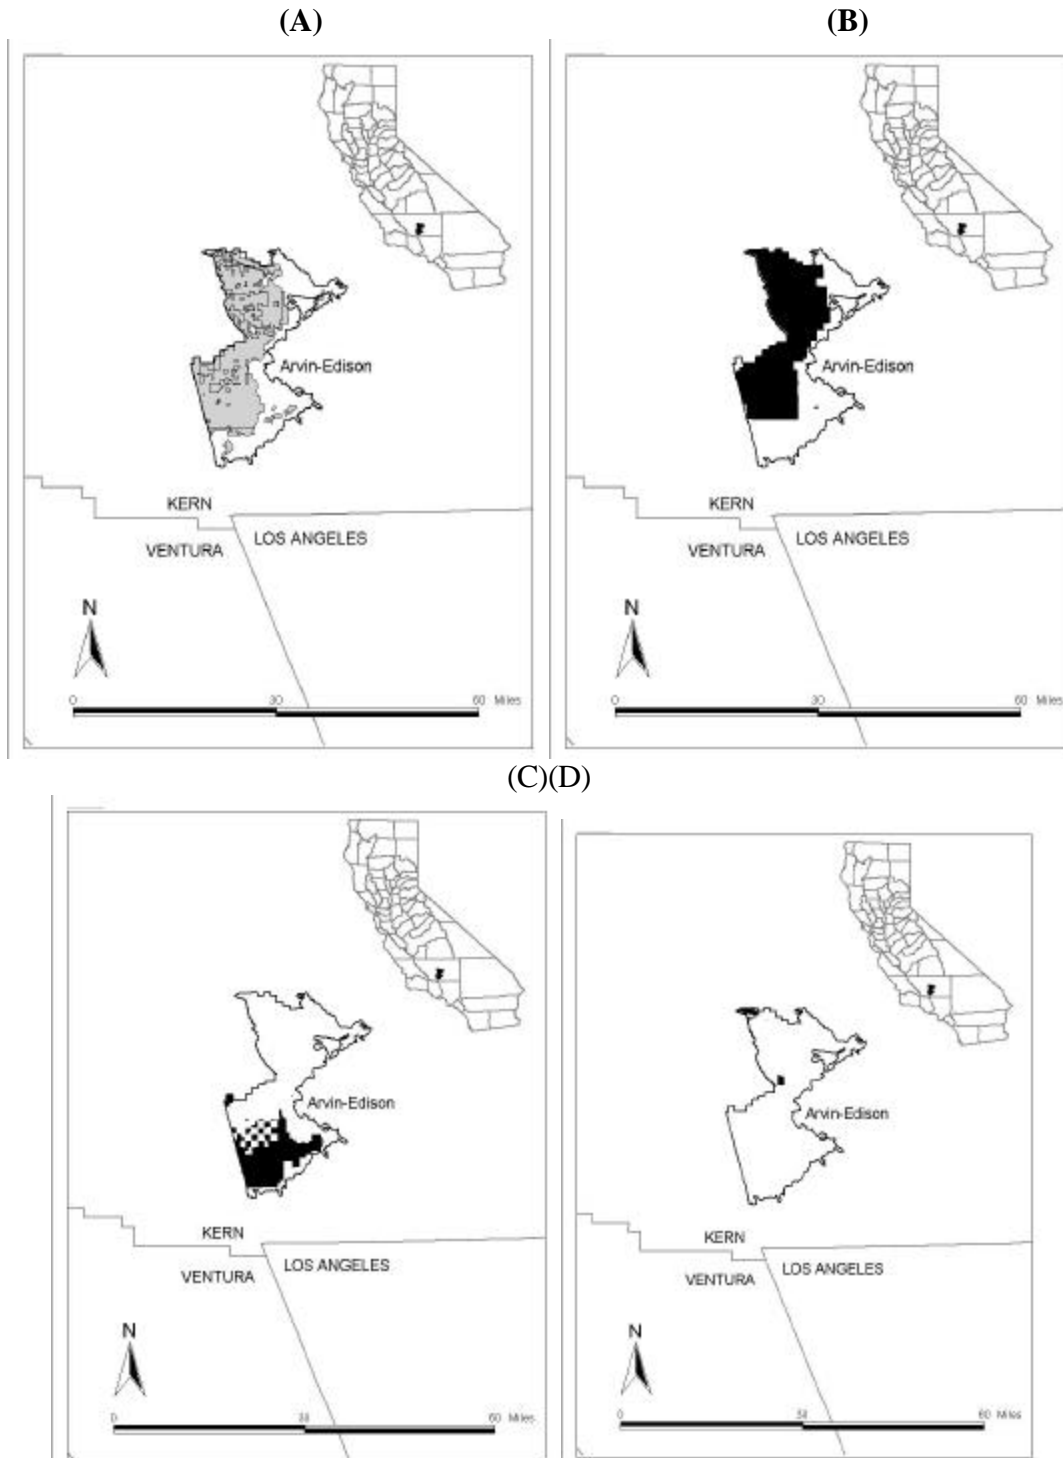 (A)
(B)
Arvin-Edison
KERN
VENTURA
LOS ANGELES
N
0 30 60 Miles
Arvin-Edison
KERN
VENTURA
LOS ANGELES
N
0 30 60 Miles
(C)(D)
Arvin-Edison
KERN
VENTURA
LOS ANGELES
N
0 30 60 Miles
Arvin-Edison
KERN
VENTURA
LOS ANGELES
N
0 30 60 Miles